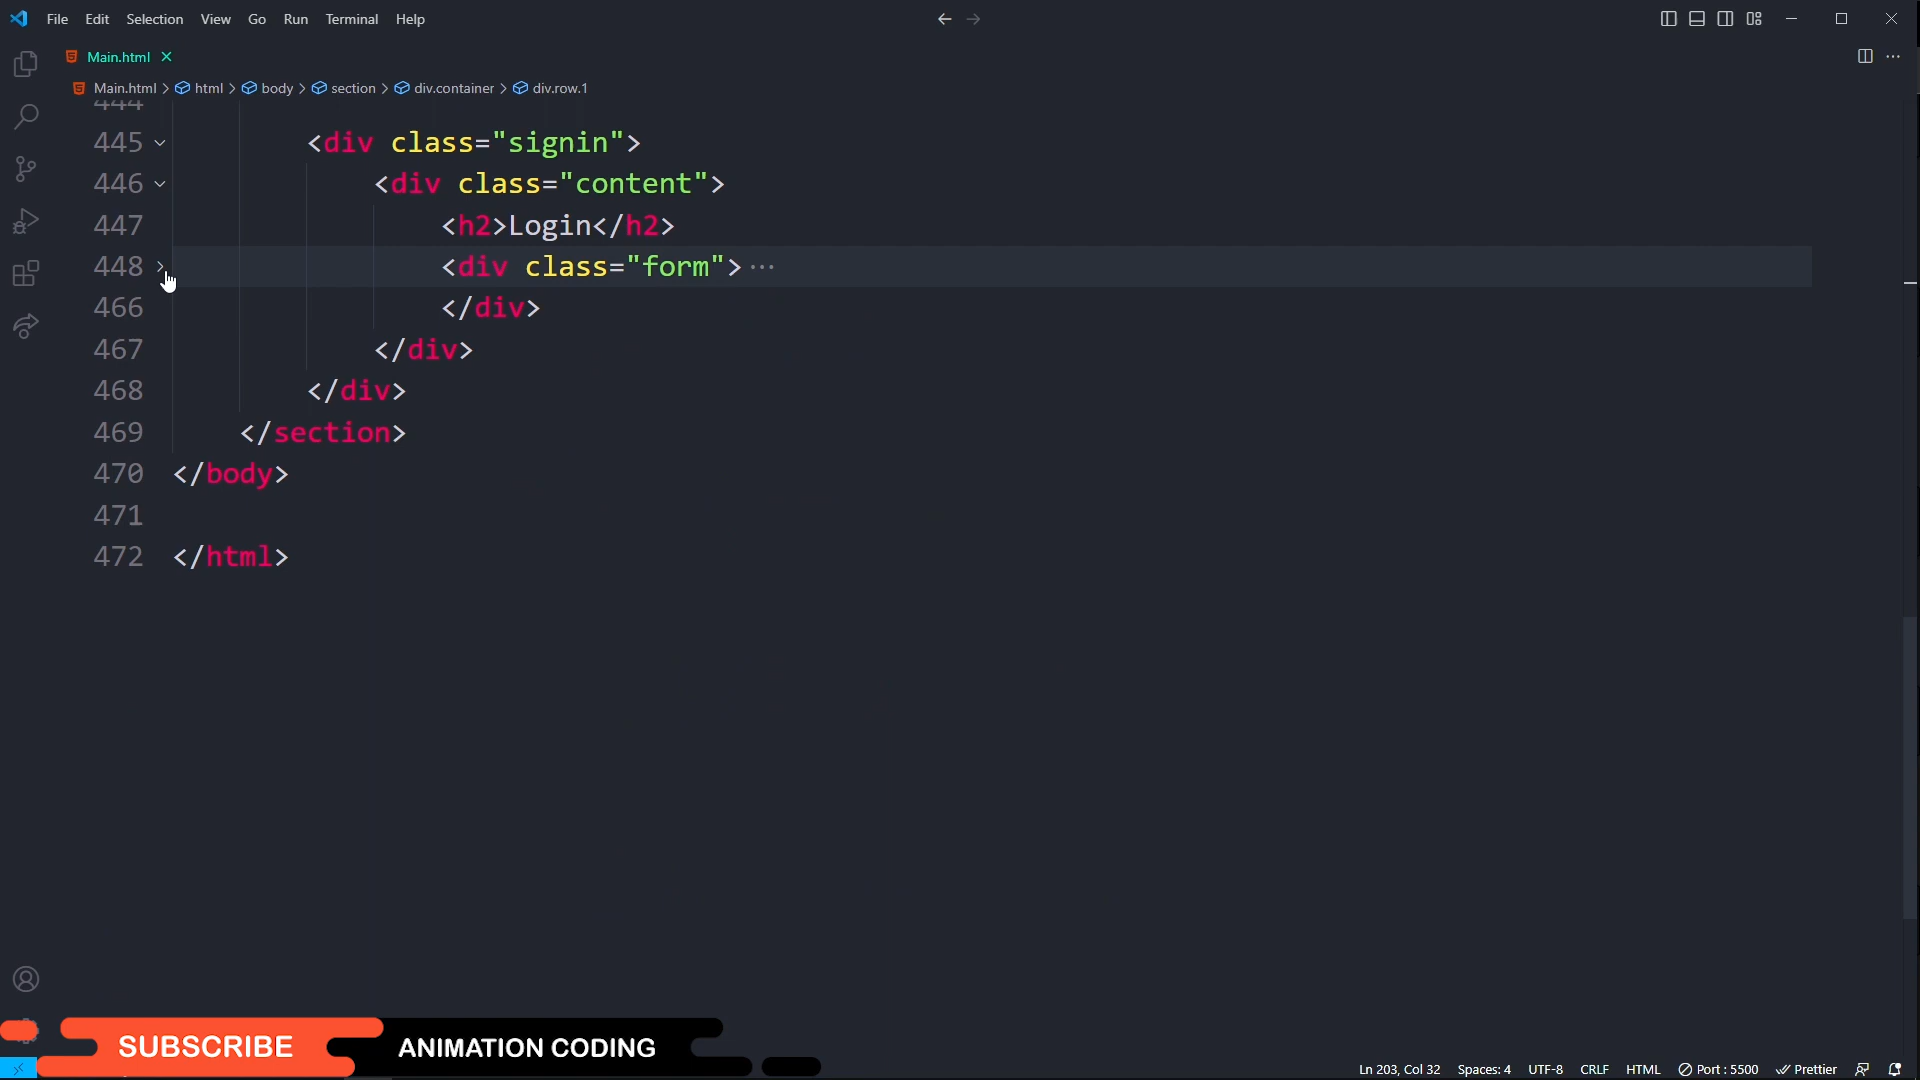 File Edit Selection View Go Run Terminal Help
Main.html
Main.html > html > body > section > div.container > div.row.1
444
445 <div class="signin">
446 <div class="content">
447 <h2>Login</h2>
448 <div class="form"> ···
466 </div>
467 </div>
468 </div>
469 </section>
470 </body>
471
472 </html>
SUBSCRIBE ANIMATION CODING
Ln 203, Col 32 Spaces: 4 UTF-8 CRLF HTML Port : 5500 Prettier